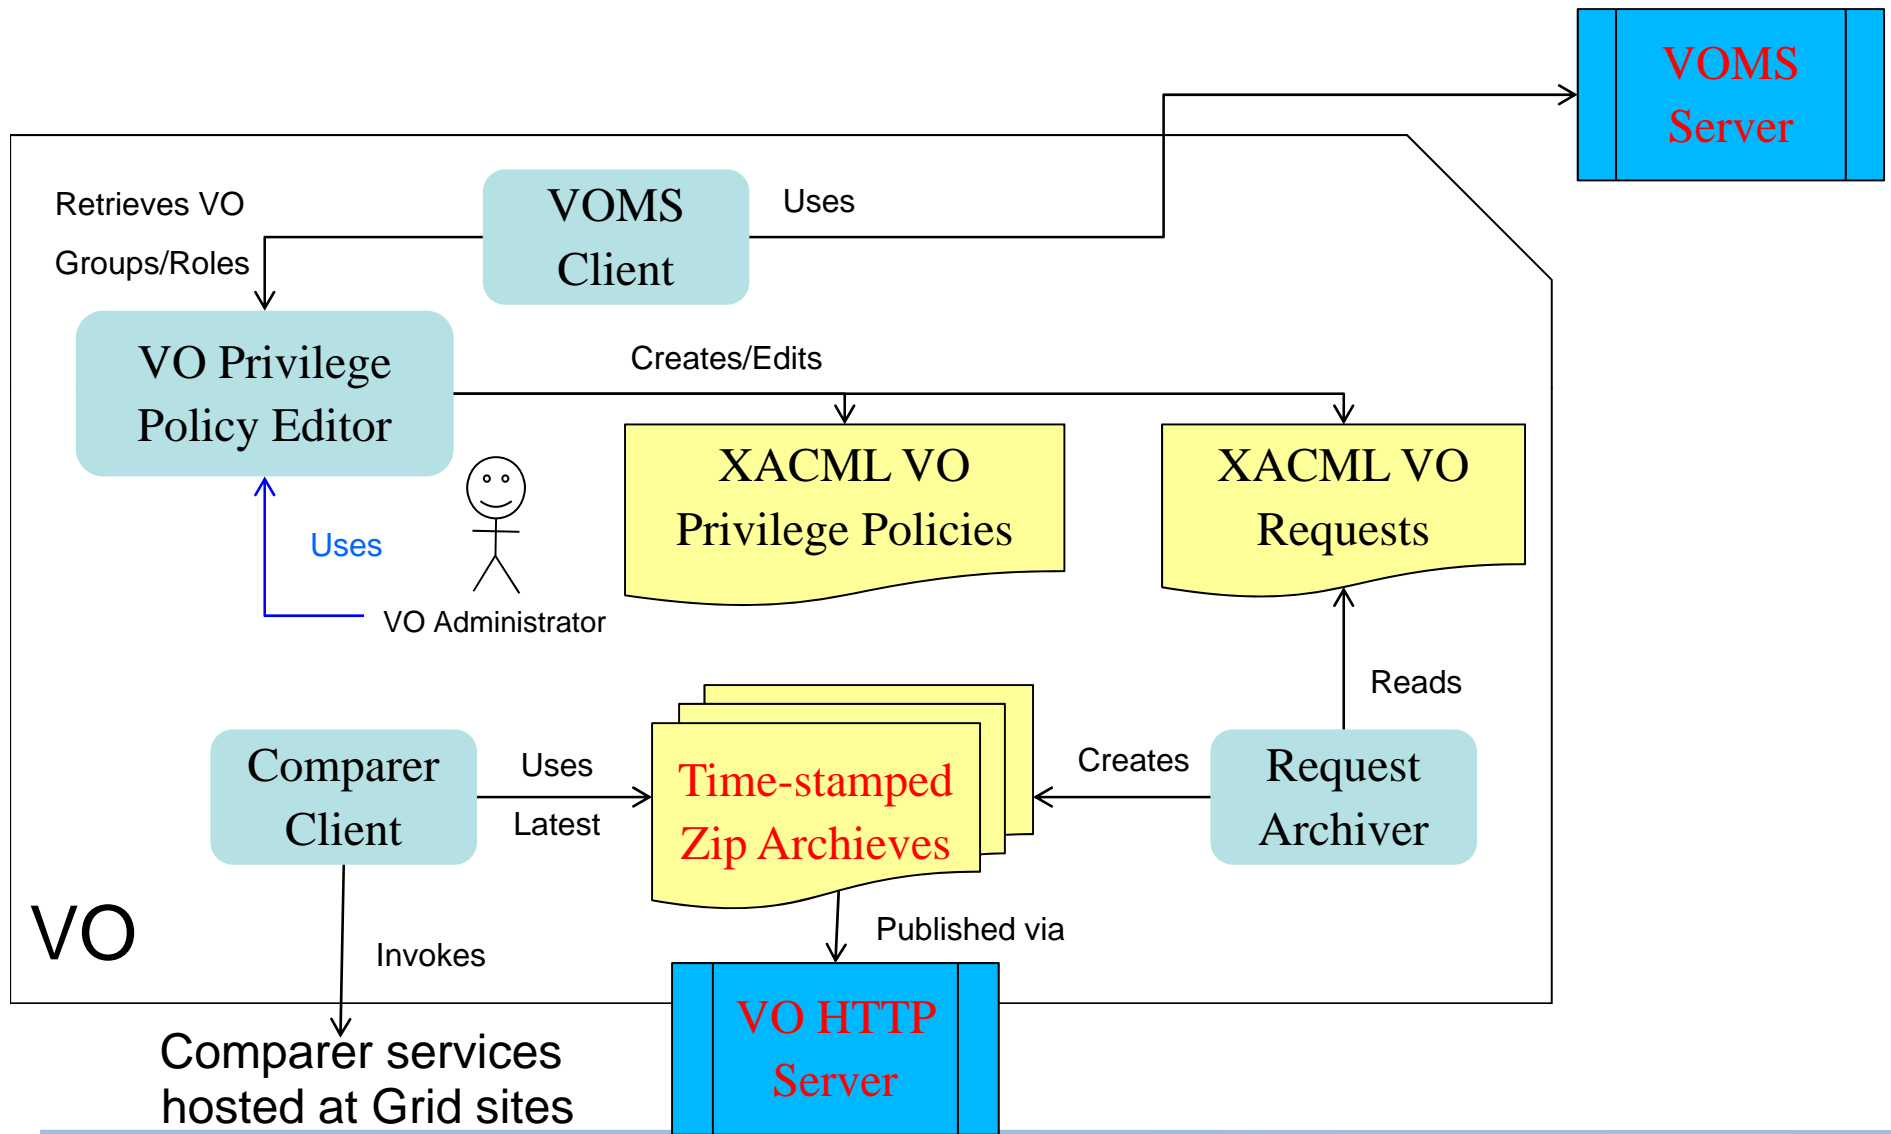 VOMS
Server
Retrieves VO
Groups/Roles
VOMS
Client
Uses
VO Privilege
Policy Editor
Creates/Edits
XACML VO
Privilege Policies
XACML VO
Requests
Uses
VO Administrator
Reads
Comparer
Client
Uses
Latest
Time-stamped
Zip Archieves
Creates
Request
Archiver
VO
Invokes
Published via
VO HTTP
Server
Comparer services
hosted at Grid sites